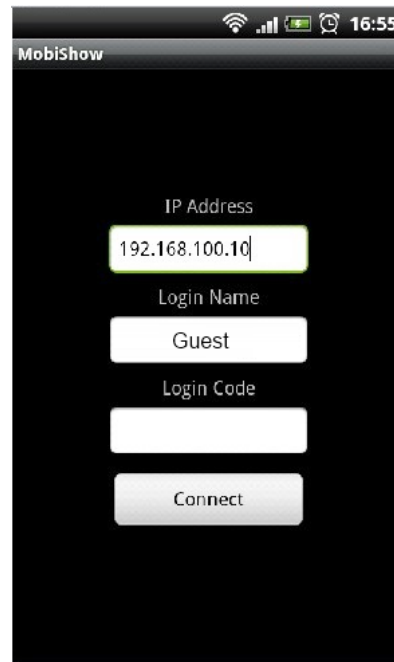 16:55
MobiShow
IP Address
192.168.100.10
Login Name
Guest
Login Code
Connect